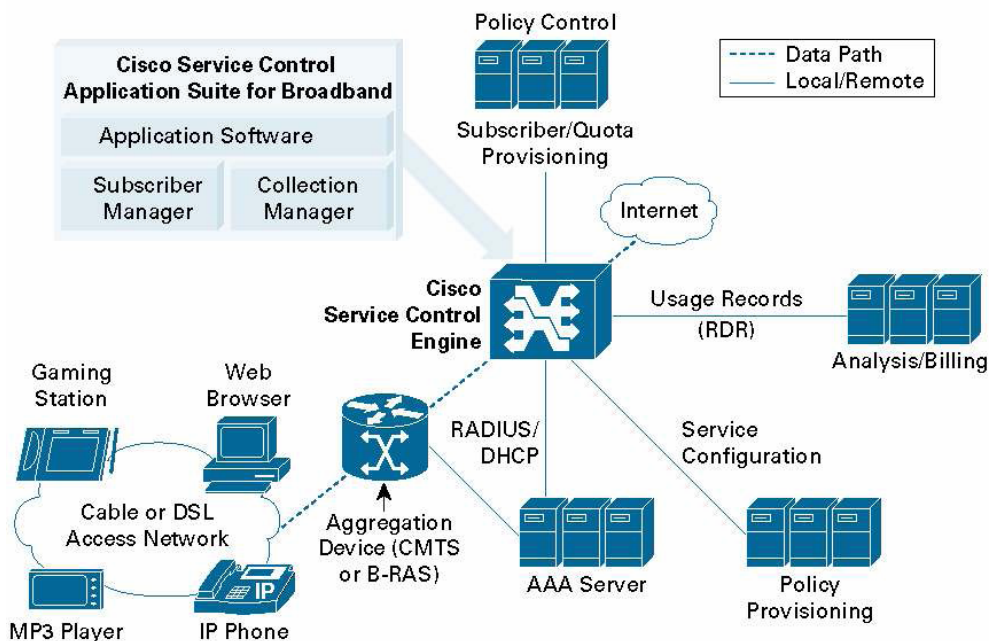 Policy Control
Cisco Service Control
Application Suite for Broadband
Application Software
Subscriber
Manager
Collection
Manager
Data Path
Local/Remote
Subscriber/Quota
Provisioning
Internet
Cisco
Service Control
Engine
Usage Records
(RDR)
Analysis/Billing
Gaming
Station
Web
Browser
RADIUS/
DHCP
Service
Configuration
Cable or DSL
Access Network
Aggregation
Device (CMTS
or B-RAS)
AAA Server
Policy
Provisioning
MP3 Player
IP
IP Phone